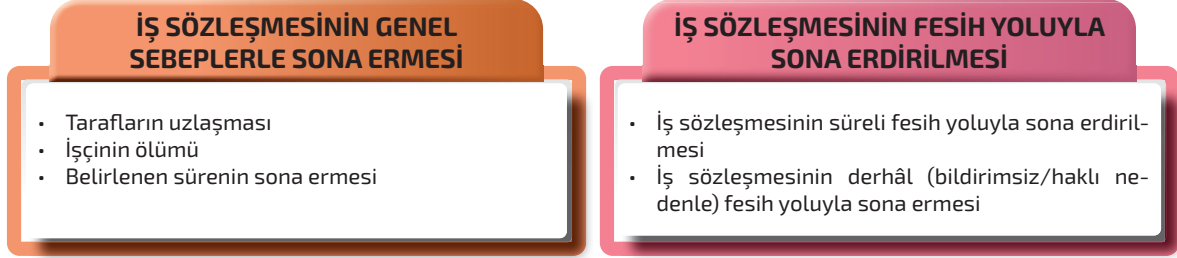 İŞ SÖZLEŞMESİNİN GENEL
SEBEPLERLE SONA ERMESİ
• Tarafların uzlaşması
• İşçinin ölümü
• Belirlenen sürenin sona ermesi
İŞ SÖZLEŞMESİNİN FESİH YOLUYLA
SONA ERDİRİLMESİ
• İş sözleşmesinin süreli fesih yoluyla sona erdiril-
mesi
• İş sözleşmesinin derhâl (bildirimsiz/haklı ne-
denle) fesih yoluyla sona ermesi